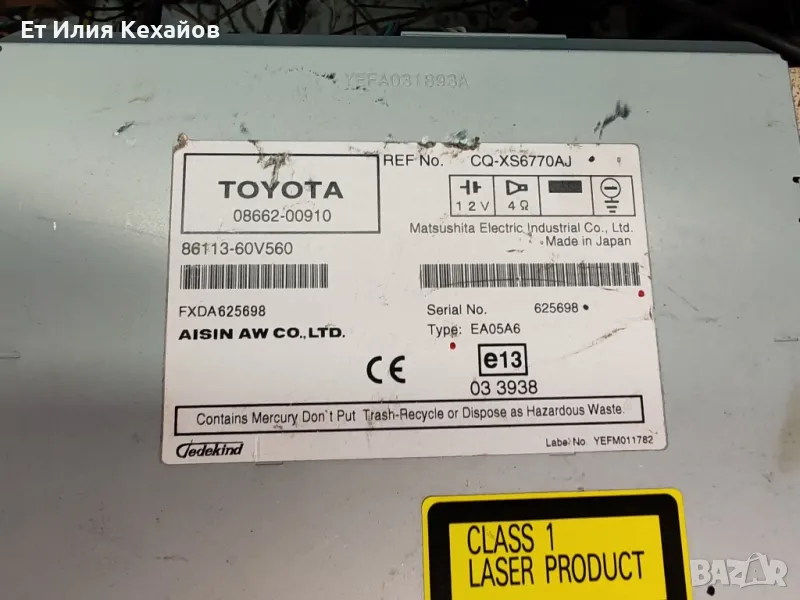 Ет Илия Кехайов
YEFA031893A
REF No. CQ-XS6770AJ
TOYOTA
08662-00910
12V 4Ω
Matsushita Electric Industrial Co., Ltd.
Made in Japan
86113-60V560
FXDA625698
Serial No. 625698
AISIN AW CO.,LTD.
Type: EA05A6
CE
e13
03 3938
Contains Mercury Don't Put Trash-Recycle or Dispose as Hazardous Waste.
Gedekind
Label No YEFM011782
CLASS 1
LASER PRODUCT
BAZAR